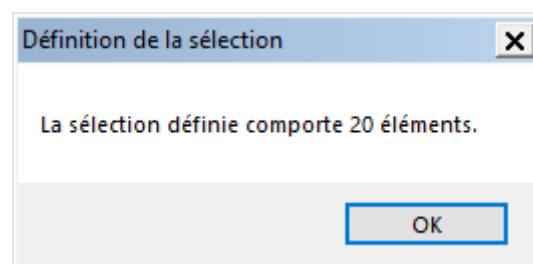 Définition de la sélection
La sélection définie comporte 20 éléments.
OK